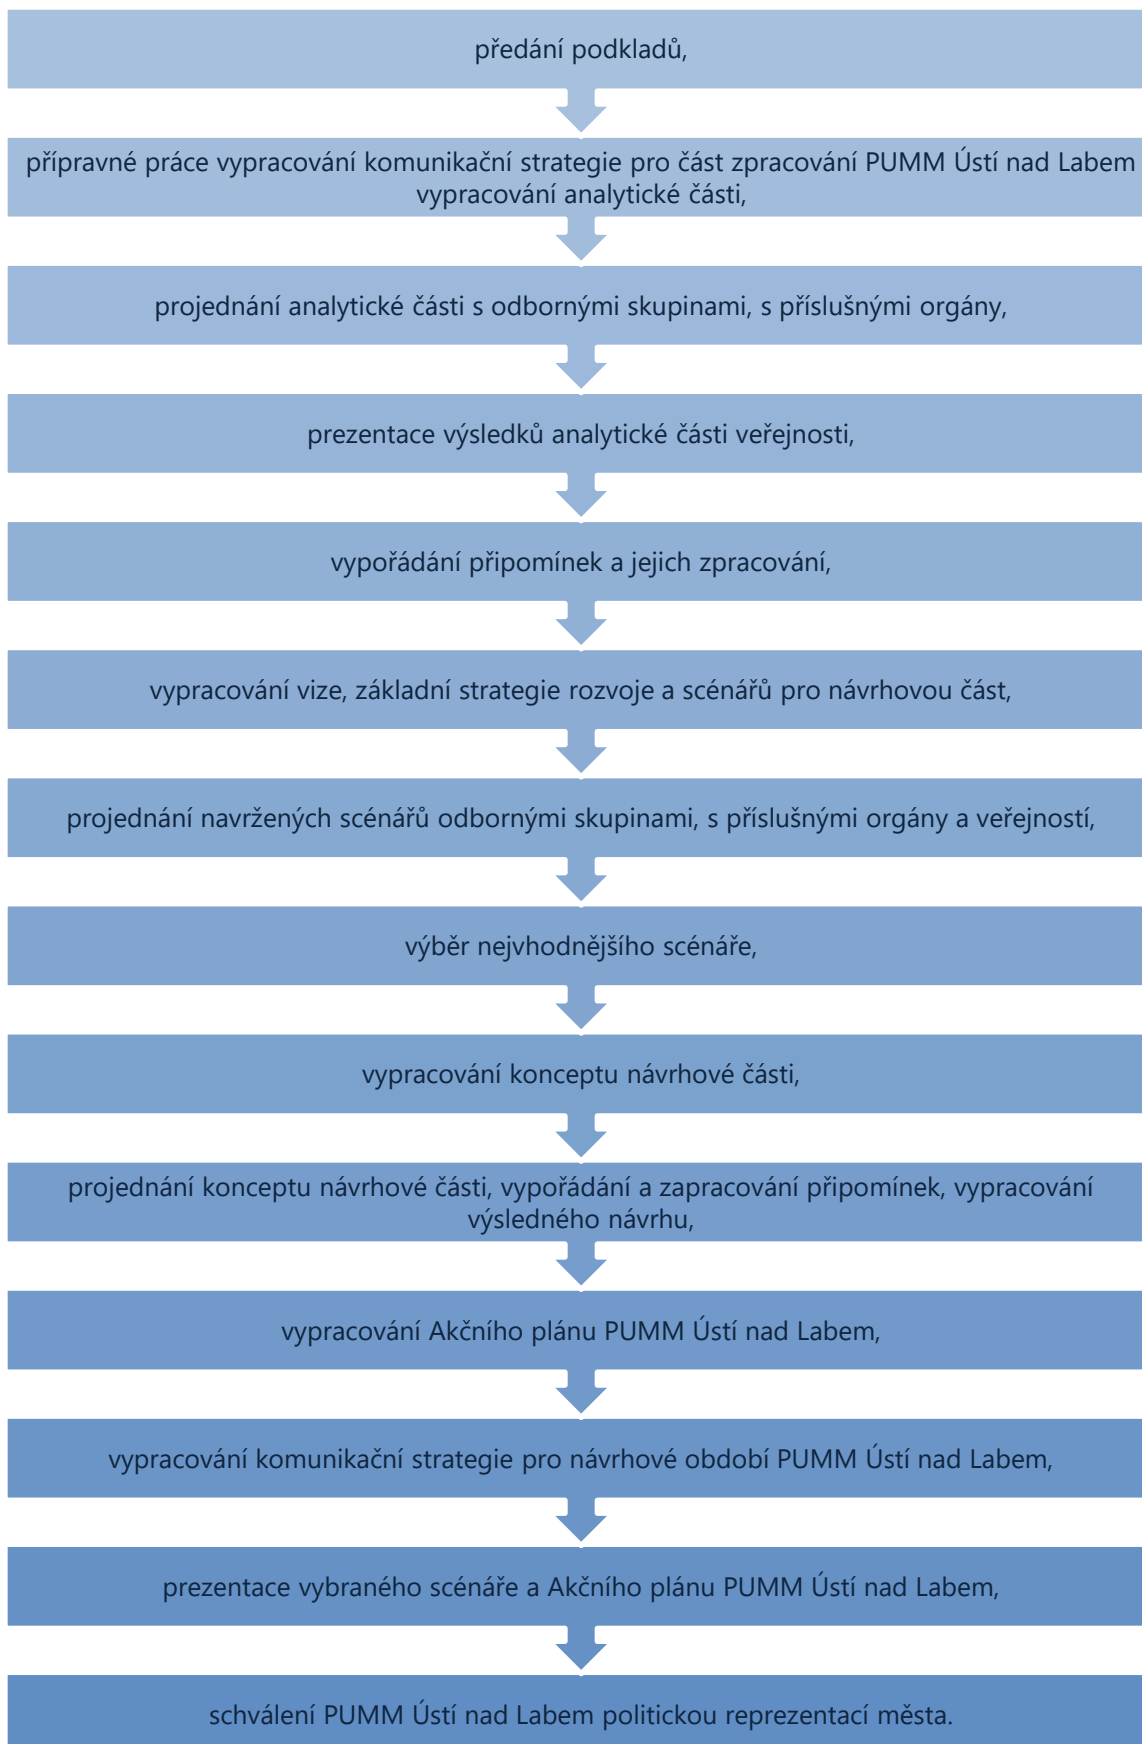 předání podkladů,
přípravné práce vypracování komunikační strategie pro část zpracování PUMM Ústí nad Labem
vypracování analytické části,
projednání analytické části s odbornými skupinami, s příslušnými orgány,
prezentace výsledků analytické části veřejnosti,
vypořádání připomínek a jejich zpracování,
vypracování vize, základní strategie rozvoje a scénářů pro návrhovou část,
projednání navržených scénářů odbornými skupinami, s příslušnými orgány a veřejností,
výběr nejvhodnějšího scénáře,
vypracování konceptu návrhové části,
projednání konceptu návrhové části, vypořádání a zapracování připomínek, vypracování
výsledného návrhu,
vypracování Akčního plánu PUMM Ústí nad Labem,
vypracování komunikační strategie pro návrhové období PUMM Ústí nad Labem,
prezentace vybraného scénáře a Akčního plánu PUMM Ústí nad Labem,
schválení PUMM Ústí nad Labem politickou reprezentací města.